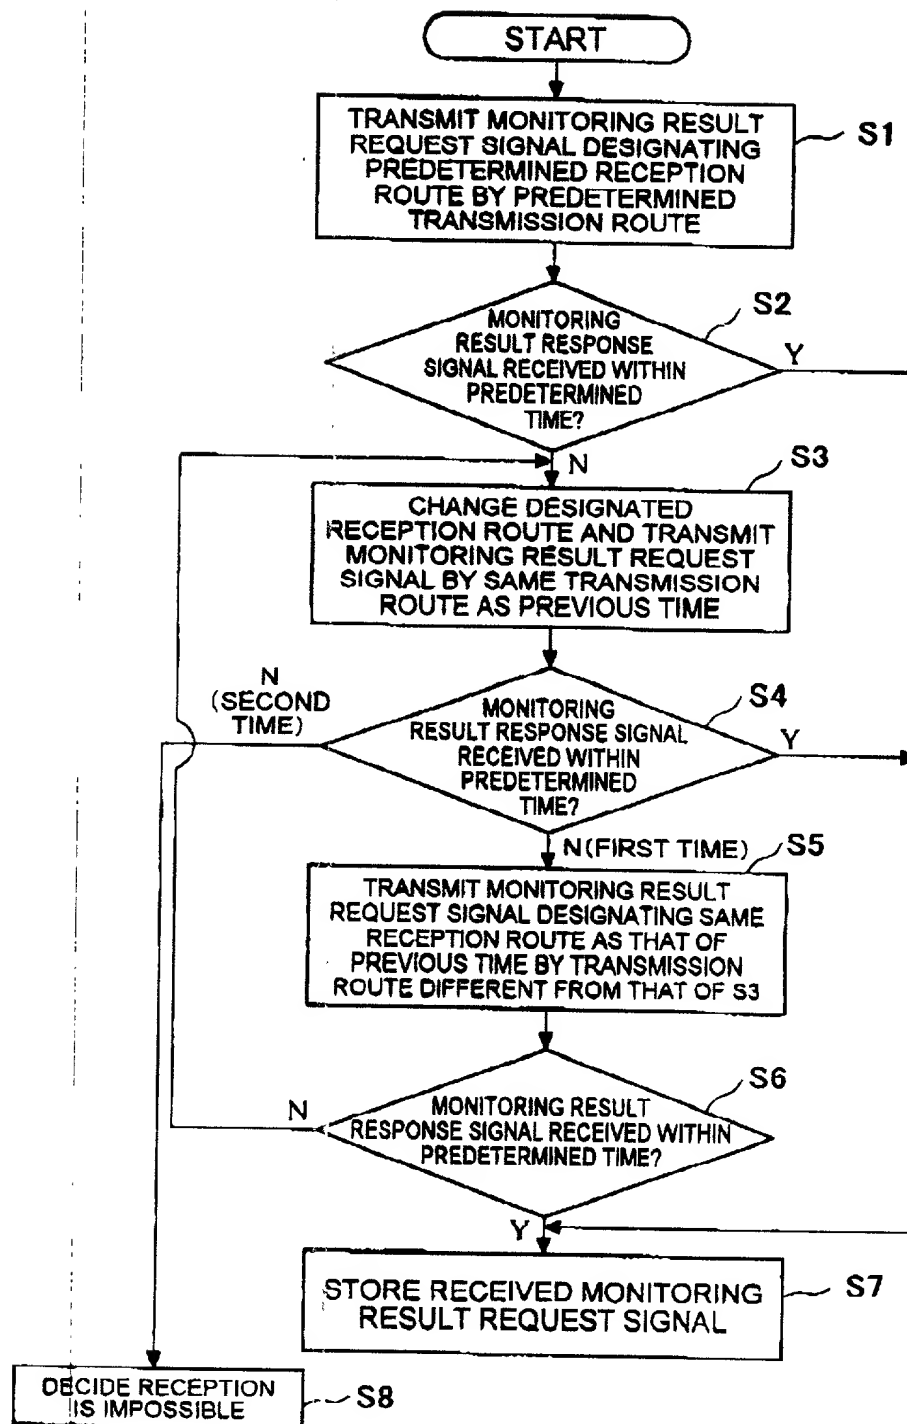 START
TRANSMIT MONITORING RESULT
REQUEST SIGNAL DESIGNATING
PREDETERMINED RECEPTION
ROUTE BY PREDETERMINED
TRANSMISSION ROUTE
S1
MONITORING
RESULT RESPONSE
SIGNAL RECEIVED WITHIN
PREDETERMINED
TIME?
S2
Y
N
S3
CHANGE DESIGNATED
RECEPTION ROUTE AND TRANSMIT
MONITORING RESULT REQUEST
SIGNAL BY SAME TRANSMISSION
ROUTE AS PREVIOUS TIME
N
(SECOND
TIME)
MONITORING
RESULT RESPONSE SIGNAL
RECEIVED WITHIN
PREDETERMINED
TIME?
S4
Y
N(FIRST TIME)
S5
TRANSMIT MONITORING RESULT
REQUEST SIGNAL DESIGNATING SAME
RECEPTION ROUTE AS THAT OF
PREVIOUS TIME BY TRANSMISSION
ROUTE DIFFERENT FROM THAT OF S3
S6
N
MONITORING RESULT
RESPONSE SIGNAL RECEIVED WITHIN
PREDETERMINED TIME?
Y
STORE RECEIVED MONITORING
RESULT REQUEST SIGNAL
S7
DECIDE RECEPTION
IS IMPOSSIBLE
S8